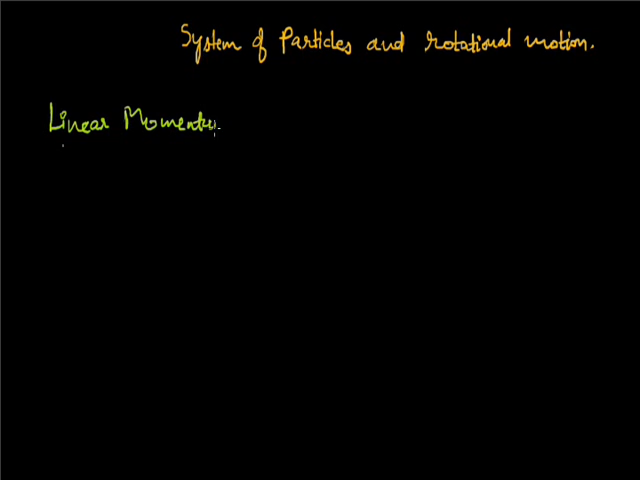 System of Particles and rotational motion.
Linear Momentu